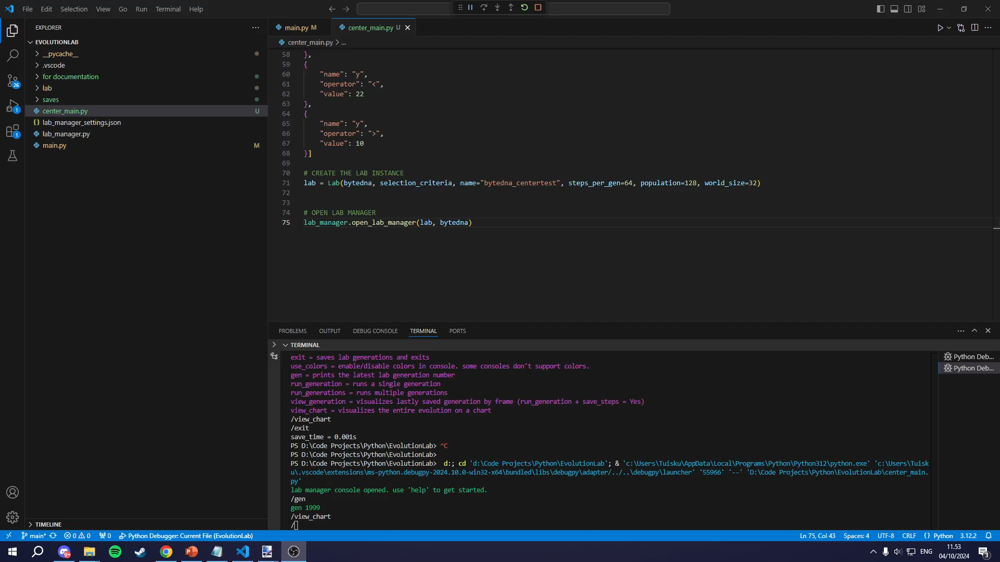 File Edit Selection View Go Run Terminal Help
EXPLORER
EVOLUTIONLAB
__pycache__
.vscode
for documentation
lab
saves
center_main.py U
lab_manager_settings.json
lab_manager.py
main.py M
TIMELINE
26
1
1
main.py M
center_main.py U
center_main.py > ...
58 },
59 {
60 "name": "y",
61 "operator": "<",
62 "value": 22
63 },
64 {
65 "name": "y",
66 "operator": ">",
67 "value": 10
68 }]
69
70 # CREATE THE LAB INSTANCE
71 lab = Lab(bytedna, selection_criteria, name="bytedna_centertest", steps_per_gen=64, population=128, world_size=32)
72
73
74 # OPEN LAB MANAGER
75 lab_manager.open_lab_manager(lab, bytedna)
PROBLEMS OUTPUT DEBUG CONSOLE TERMINAL PORTS
TERMINAL
exit = saves lab generations and exits
use_colors = enable/disable colors in console. some consoles don't support colors.
gen = prints the latest lab generation number
run_generation = runs a single generation
run_generations = runs multiple generations
view_generation = visualizes lastly saved generation by frame (run_generation + save_steps = Yes)
view_chart = visualizes the entire evolution on a chart
/view_chart
/exit
save_time = 0.001s
PS D:\Code Projects\Python\EvolutionLab> ^C
PS D:\Code Projects\Python\EvolutionLab>
PS D:\Code Projects\Python\EvolutionLab>  d:; cd 'd:\Code Projects\Python\EvolutionLab'; & 'c:\Users\Tuisku\AppData\Local\Programs\Python\Python312\python.exe' 'c:\Users\Tuisk
u\.vscode\extensions\ms-python.debugpy-2024.10.0-win32-x64\bundled\libs\debugpy\adapter/../..\debugpy\launcher' '55966' '--' 'D:\Code Projects\Python\EvolutionLab\center_main.
py'
lab manager console opened. use 'help' to get started.
/gen
gen 1999
/view_chart
/
Python Deb...
Python Deb...
main* 0 0 0 Python Debugger: Current File (EvolutionLab) Ln 75, Col 43 Spaces: 4 UTF-8 CRLF {} Python 3.12.2
9+ ENG 11.53
04/10/2024 3